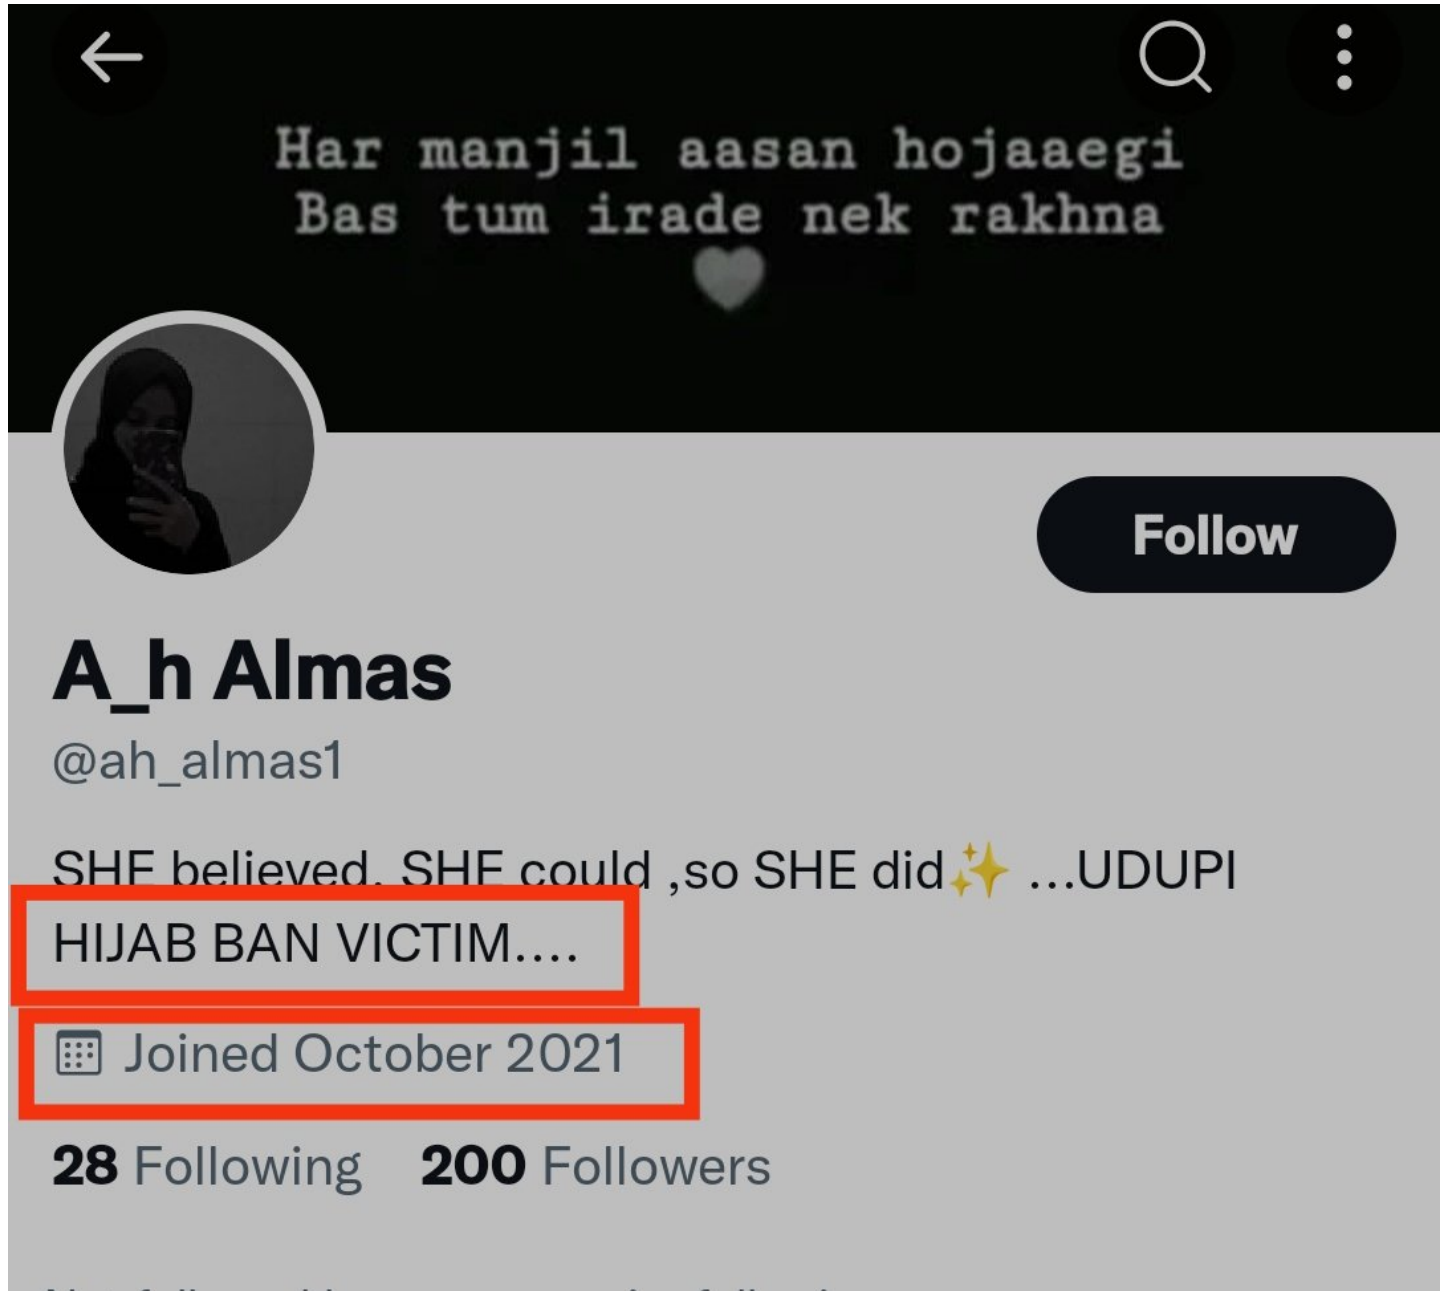 Har manjil aasan hojaaegi
Bas tum irade nek rakhna
Follow
A_h Almas
@ah_almas1
SHE believed. SHE could ,so SHE did✨ ...UDUPI
HIJAB BAN VICTIM....
Joined October 2021
28 Following 200 Followers